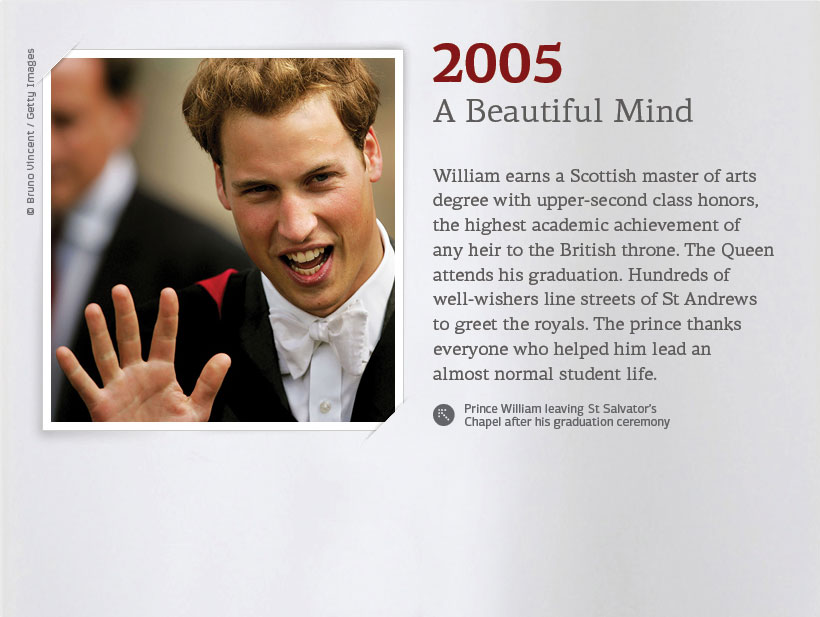 © Bruno Vincent / Getty Images
2005
A Beautiful Mind
William earns a Scottish master of arts
degree with upper-second class honors,
the highest academic achievement of
any heir to the British throne. The Queen
attends his graduation. Hundreds of
well-wishers line streets of St Andrews
to greet the royals. The prince thanks
everyone who helped him lead an
almost normal student life.
Prince William leaving St Salvator's
Chapel after his graduation ceremony